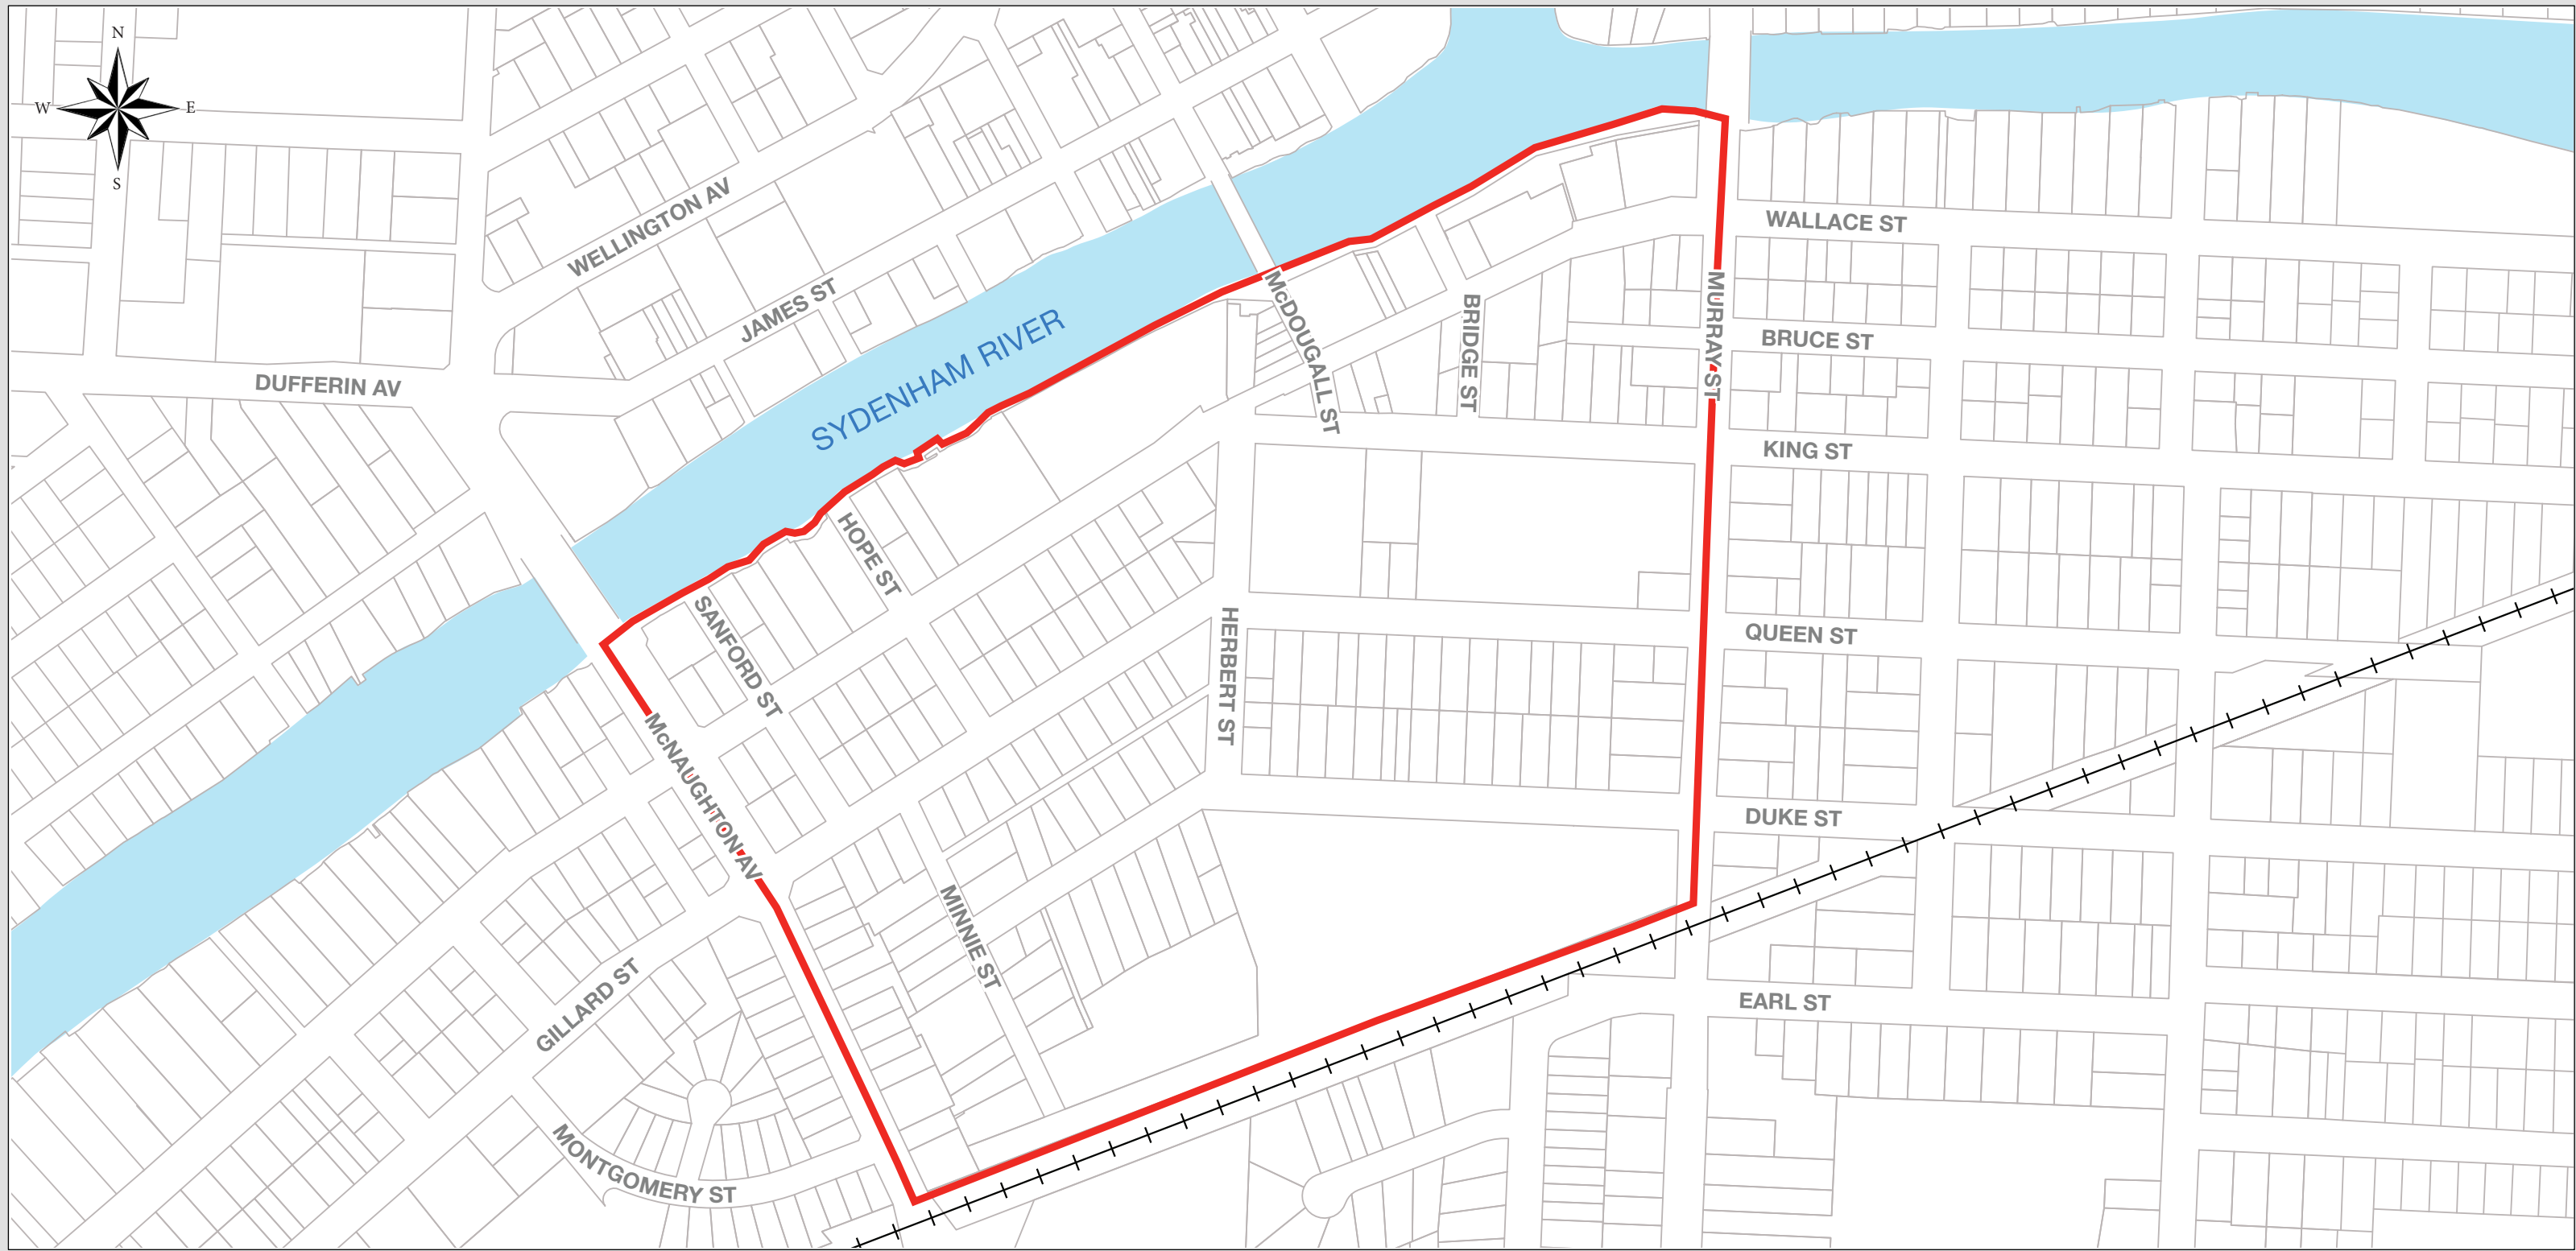 N
W E
S
WELLINGTON AV
WALLACE ST
JAMES ST
McDOUGALL ST
BRIDGE ST
MURRAY ST
BRUCE ST
SYDENHAM RIVER
DUFFERIN AV
KING ST
HOPE ST
SANFORD ST
HERBERT ST
QUEEN ST
McNAUGHTON AV
DUKE ST
MINNIE ST
GILLARD ST
EARL ST
MONTGOMERY ST